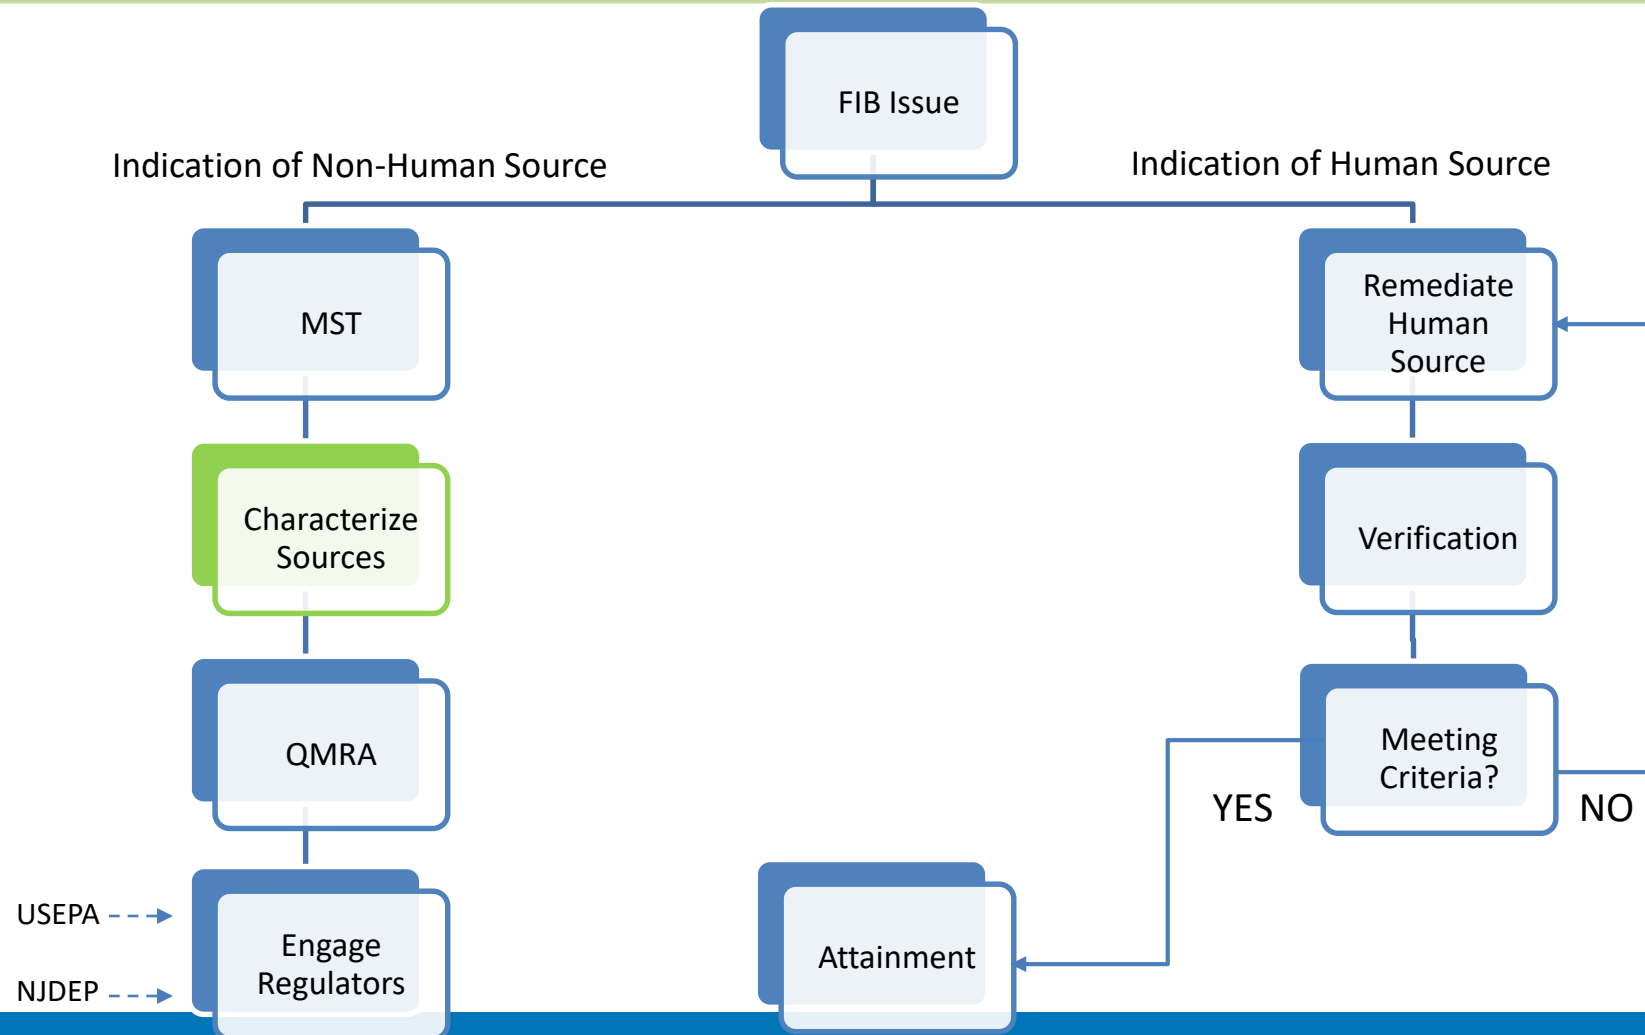 FIB Issue
Indication of Non-Human Source
Indication of Human Source
MST
Remediate
Human
Source
Characterize
Sources
Verification
QMRA
Meeting
Criteria?
YES
NO
USEPA
NJDEP
Engage
Regulators
Attainment